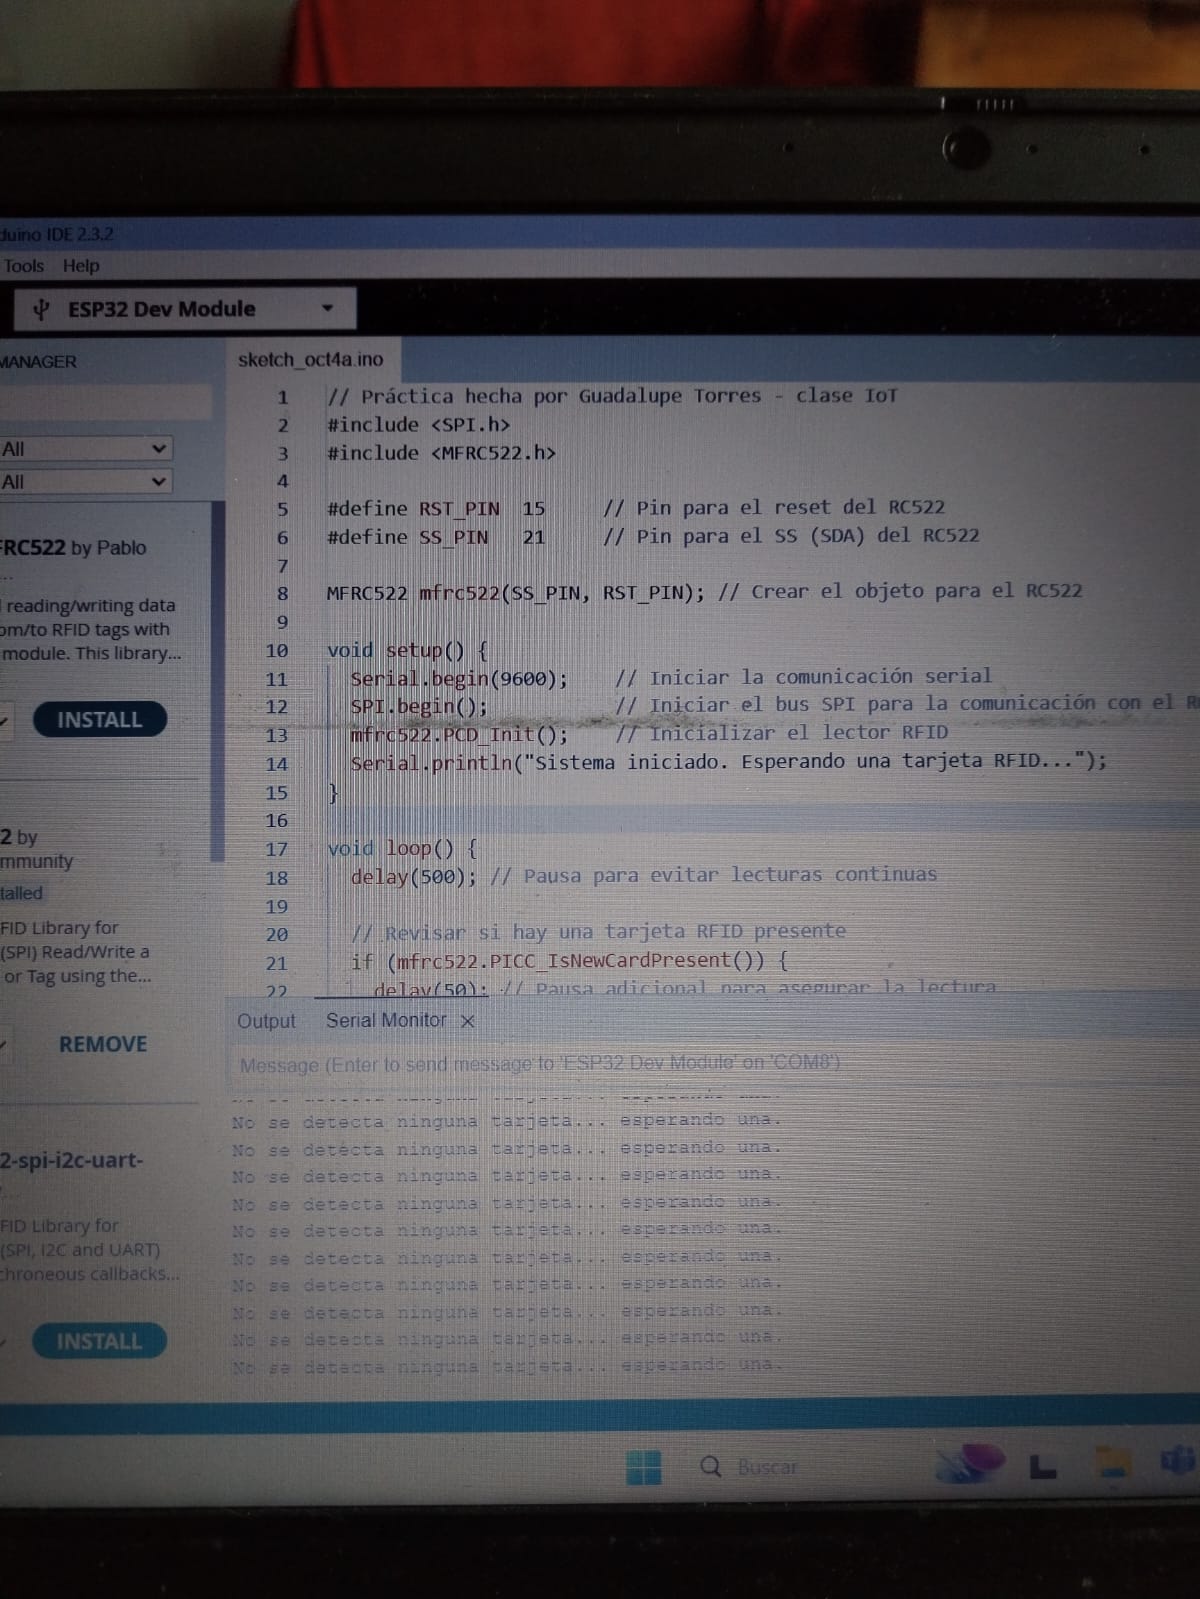 duino IDE 2.3.2
Tools Help
ESP32 Dev Module
MANAGER
All
All
FRC522 by Pablo
...
reading/writing data
om/to RFID tags with
module. This library...
INSTALL
2 by
mmunity
talled
FID Library for
(SPI) Read/Write a
or Tag using the...
REMOVE
2-spi-i2c-uart-
FID Library for
(SPI, I2C and UART)
chroneous callbacks...
INSTALL
sketch_oct4a.ino
1 // Práctica hecha por Guadalupe Torres - clase IoT
2 #include <SPI.h>
3 #include <MFRC522.h>
4
5 #define RST_PIN 15 // Pin para el reset del RC522
6 #define SS_PIN 21 // Pin para el SS (SDA) del RC522
7
8 MFRC522 mfrc522(SS_PIN, RST_PIN); // Crear el objeto para el RC522
9
10 void setup() {
11 Serial.begin(9600); // Iniciar la comunicación serial
12 SPI.begin(); // Iniciar el bus SPI para la comunicación con el R
13 mfrc522.PCD_Init(); // Inicializar el lector RFID
14 Serial.println("Sistema iniciado. Esperando una tarjeta RFID...");
15 }
16
17 void loop() {
18 delay(500); // Pausa para evitar lecturas continuas
19
20 // Revisar si hay una tarjeta RFID presente
21 if (mfrc522.PICC_IsNewCardPresent()) {
22 delay(50); // Pausa adicional para asegurar la lectura
Output Serial Monitor ×
Message (Enter to send message to 'ESP32 Dev Module' on 'COM8')
No se detecta ninguna tarjeta... esperando una.
No se detecta ninguna tarjeta... esperando una.
No se detecta ninguna tarjeta... esperando una.
No se detecta ninguna tarjeta... esperando una.
No se detecta ninguna tarjeta... esperando una.
No se detecta ninguna tarjeta... esperando una.
No se detecta ninguna tarjeta... esperando una.
No se detecta ninguna tarjeta... esperando una.
No se detecta ninguna tarjeta... esperando una.
No se detecta ninguna tarjeta... esperando una.
Buscar